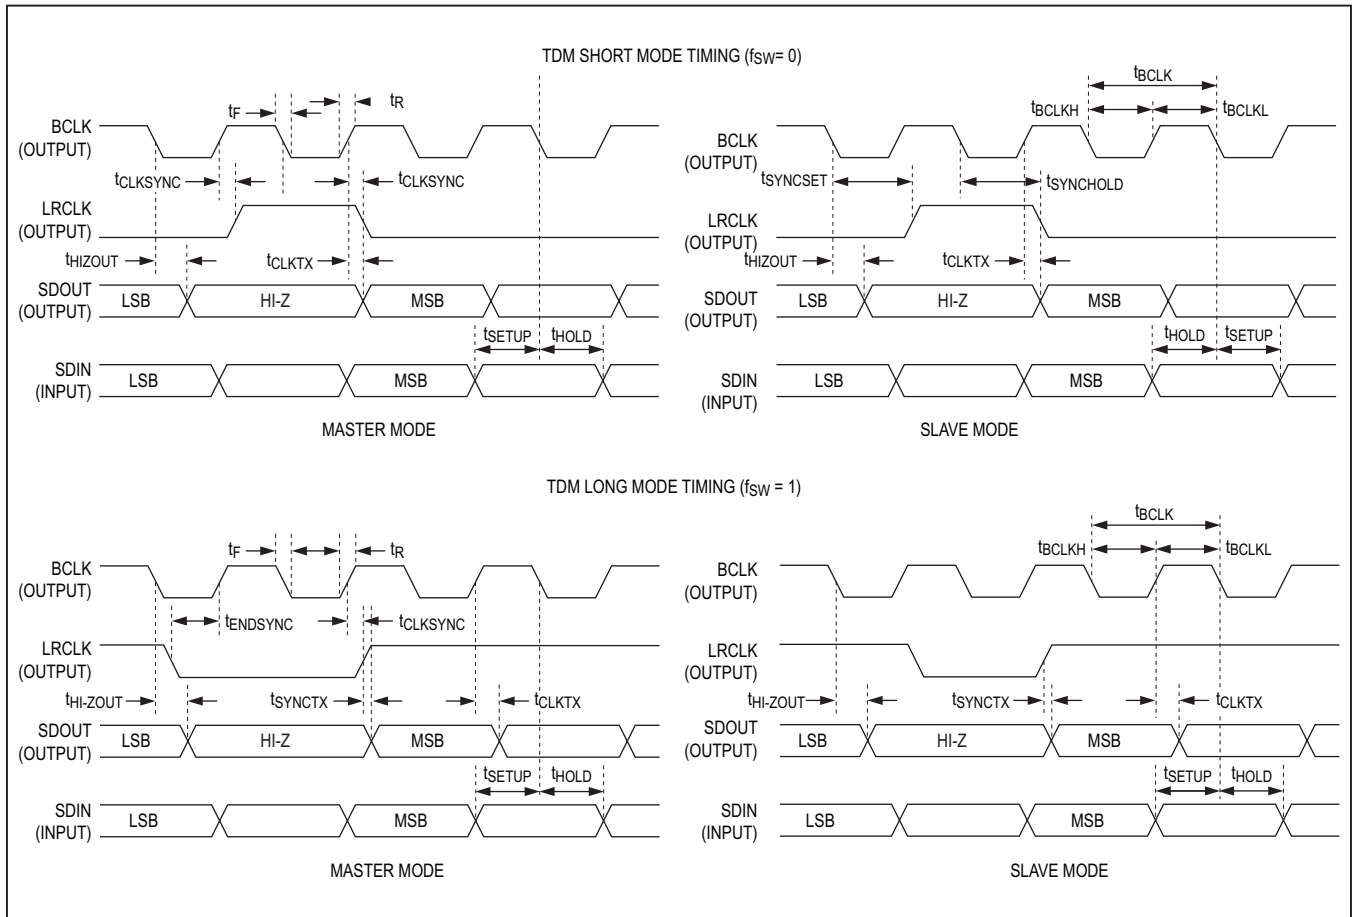 TDM SHORT MODE TIMING (fSW= 0)
tF
tR
BCLK
(OUTPUT)
tCLKSYNC
tCLKSYNC
LRCLK
(OUTPUT)
tHIZOUT
tCLKTX
SDOUT
(OUTPUT)
LSB
HI-Z
MSB
tSETUP
tHOLD
SDIN
(INPUT)
LSB
MSB
MASTER MODE
tBCLK
tBCLKH
tBCLKL
BCLK
(OUTPUT)
tSYNCSET
tSYNCHOLD
LRCLK
(OUTPUT)
tHIZOUT
tCLKTX
SDOUT
(OUTPUT)
LSB
HI-Z
MSB
tHOLD
tSETUP
SDIN
(INPUT)
LSB
MSB
SLAVE MODE
TDM LONG MODE TIMING (fSW = 1)
tF
tR
BCLK
(OUTPUT)
tENDSYNC
tCLKSYNC
LRCLK
(OUTPUT)
tHI-ZOUT
tSYNCTX
tCLKTX
SDOUT
(OUTPUT)
LSB
HI-Z
MSB
tSETUP
tHOLD
SDIN
(INPUT)
LSB
MSB
MASTER MODE
tBCLK
tBCLKH
tBCLKL
BCLK
(OUTPUT)
LRCLK
(OUTPUT)
tHI-ZOUT
tSYNCTX
tCLKTX
SDOUT
(OUTPUT)
LSB
HI-Z
MSB
tSETUP
tHOLD
SDIN
(INPUT)
LSB
MSB
SLAVE MODE